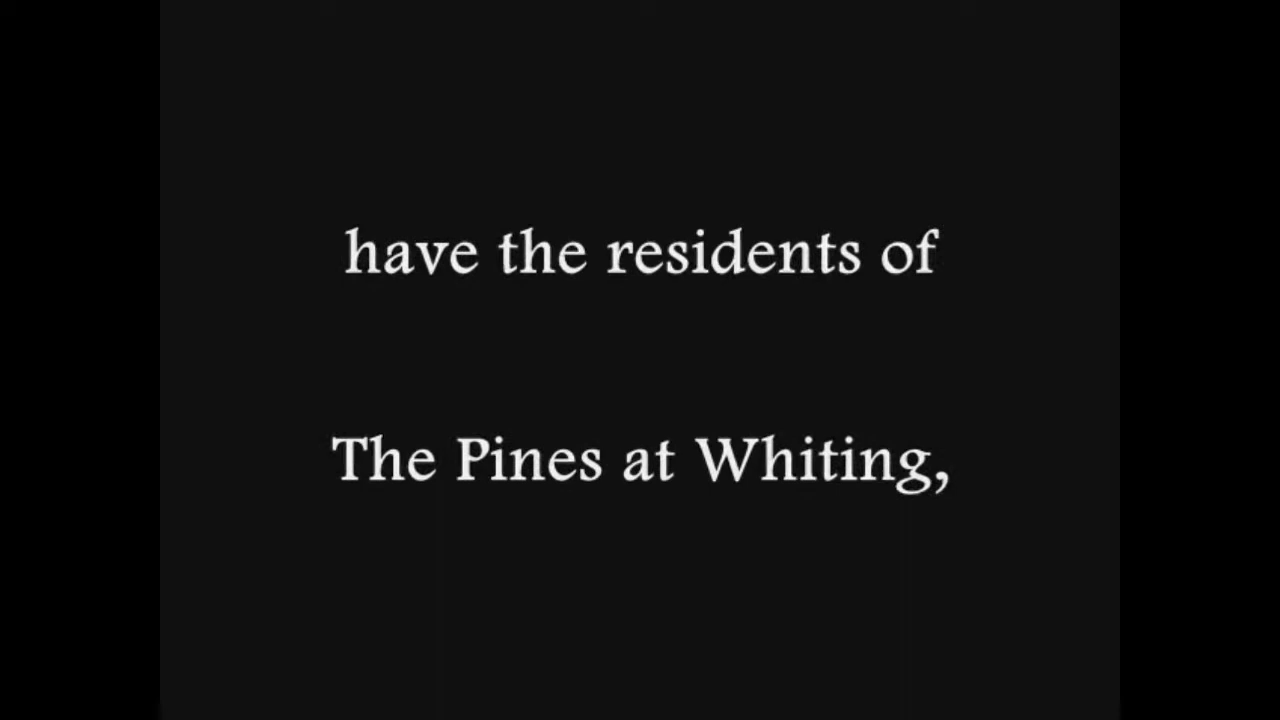 have the residents of
The Pines at Whiting,